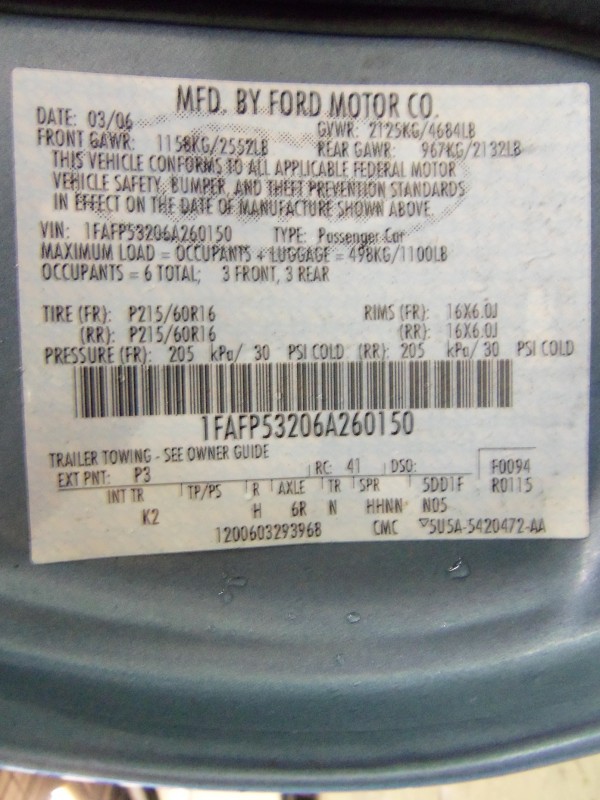 MFD. BY FORD MOTOR CO.
DATE: 03/06 GVWR: 2125KG/4684LB
FRONT GAWR: 1158KG/2552LB REAR GAWR: 967KG/2132LB
THIS VEHICLE CONFORMS TO ALL APPLICABLE FEDERAL MOTOR
VEHICLE SAFETY, BUMPER, AND THEFT PREVENTION STANDARDS
IN EFFECT ON THE DATE OF MANUFACTURE SHOWN ABOVE.
VIN: 1FAFP53206A260150 TYPE: Passenger Car
MAXIMUM LOAD = OCCUPANTS + LUGGAGE = 498KG/1100LB
OCCUPANTS = 6 TOTAL; 3 FRONT, 3 REAR
TIRE (FR): P215/60R16 RIMS (FR): 16X6.0J
(RR): P215/60R16 (RR): 16X6.0J
PRESSURE (FR): 205 kPa/ 30 PSI COLD (RR): 205 kPa/ 30 PSI COLD
1FAFP53206A260150
TRAILER TOWING - SEE OWNER GUIDE
EXT PNT: P3 RC: 41 DSO: F0094
INT TR TP/PS R AXLE TR SPR 5DD1F R0115
K2 H 6R N HHNN N05
1200603293968 CMC 5U5A-5420472-AA